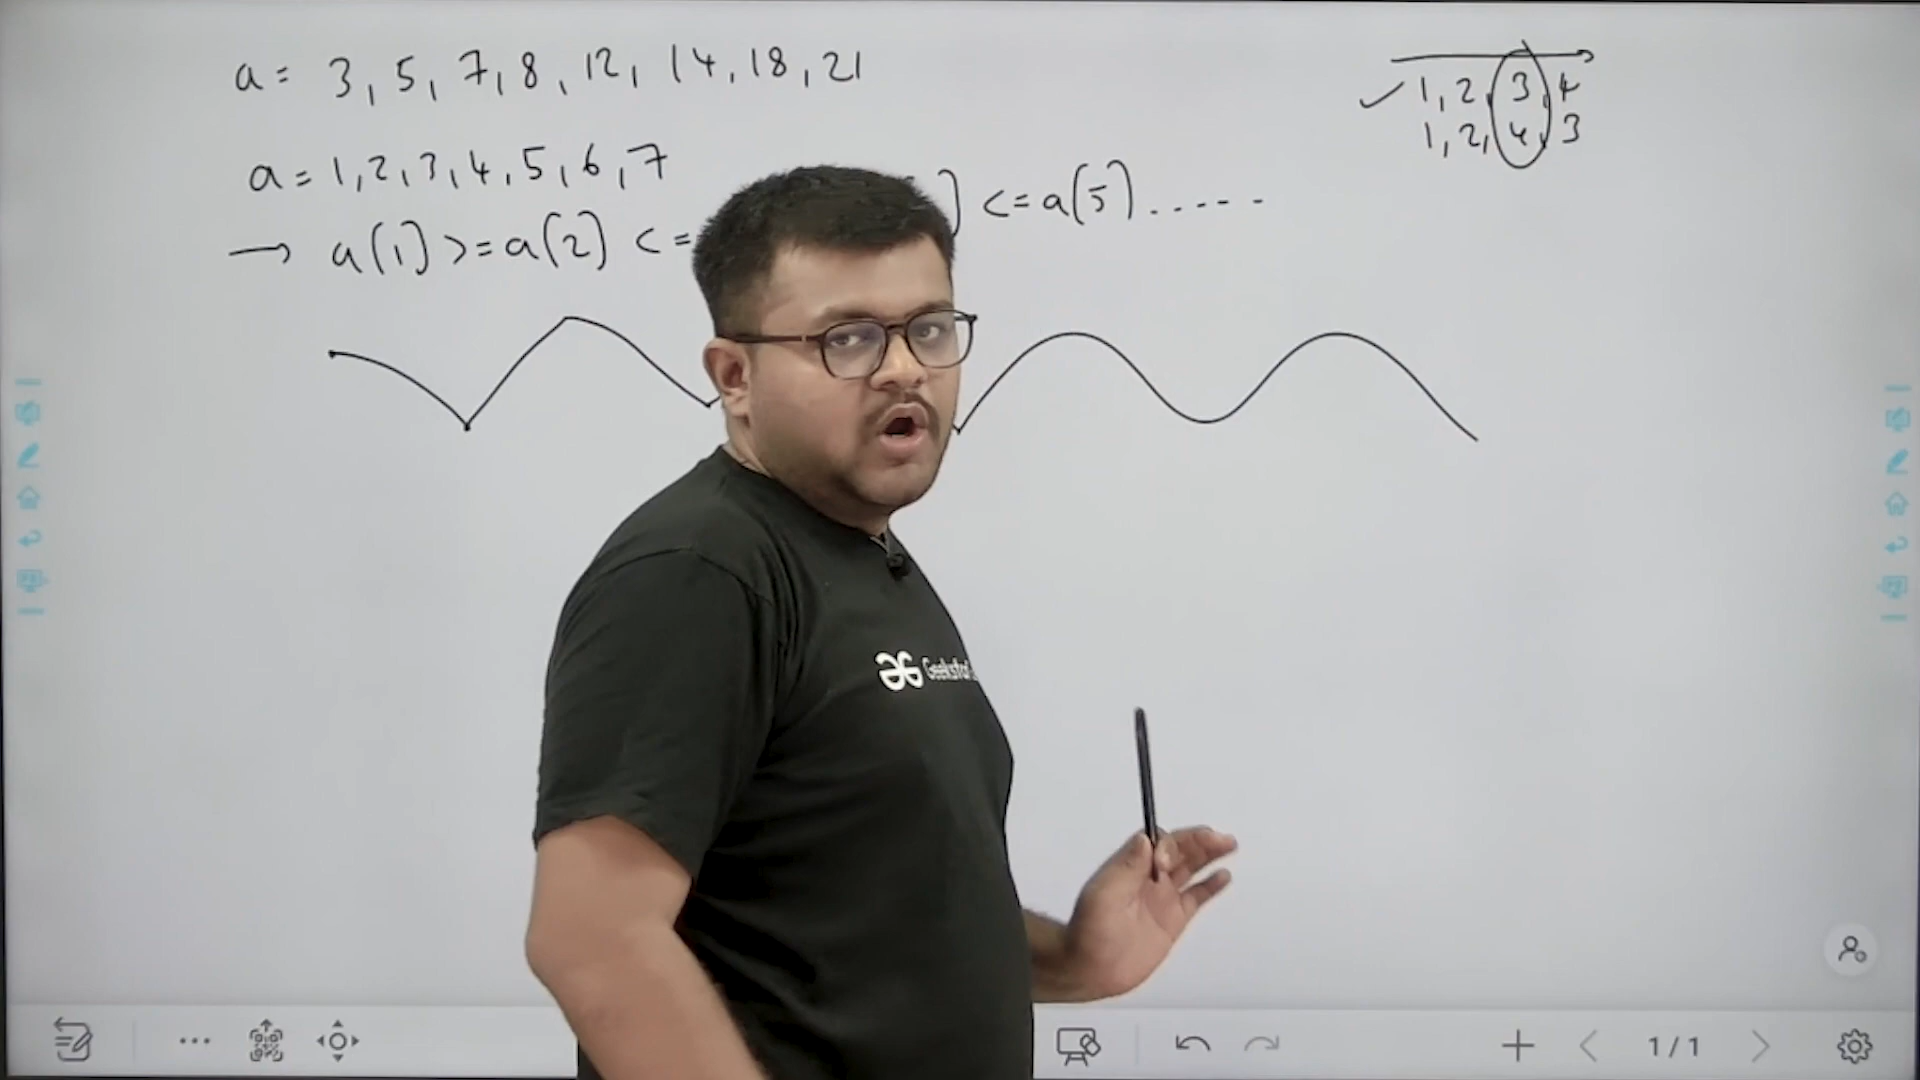 a = 3, 5, 7, 8, 12, 14, 18, 21
1, 2, 3, 4
1, 2, 4, 3
a = 1, 2, 3, 4, 5, 6, 7
→ a(1) >= a(2) <= ) <= a(5) . . . . .
GeeksforG
1 / 1